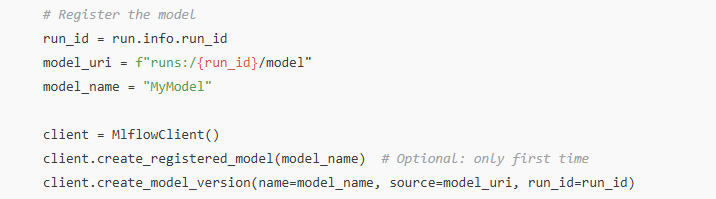 # Register the model
run_id = run.info.run_id
model_uri = f"runs:/{run_id}/model"
model_name = "MyModel"
client = MlflowClient()
client.create_registered_model(model_name)  # Optional: only first time
client.create_model_version(name=model_name, source=model_uri, run_id=run_id)